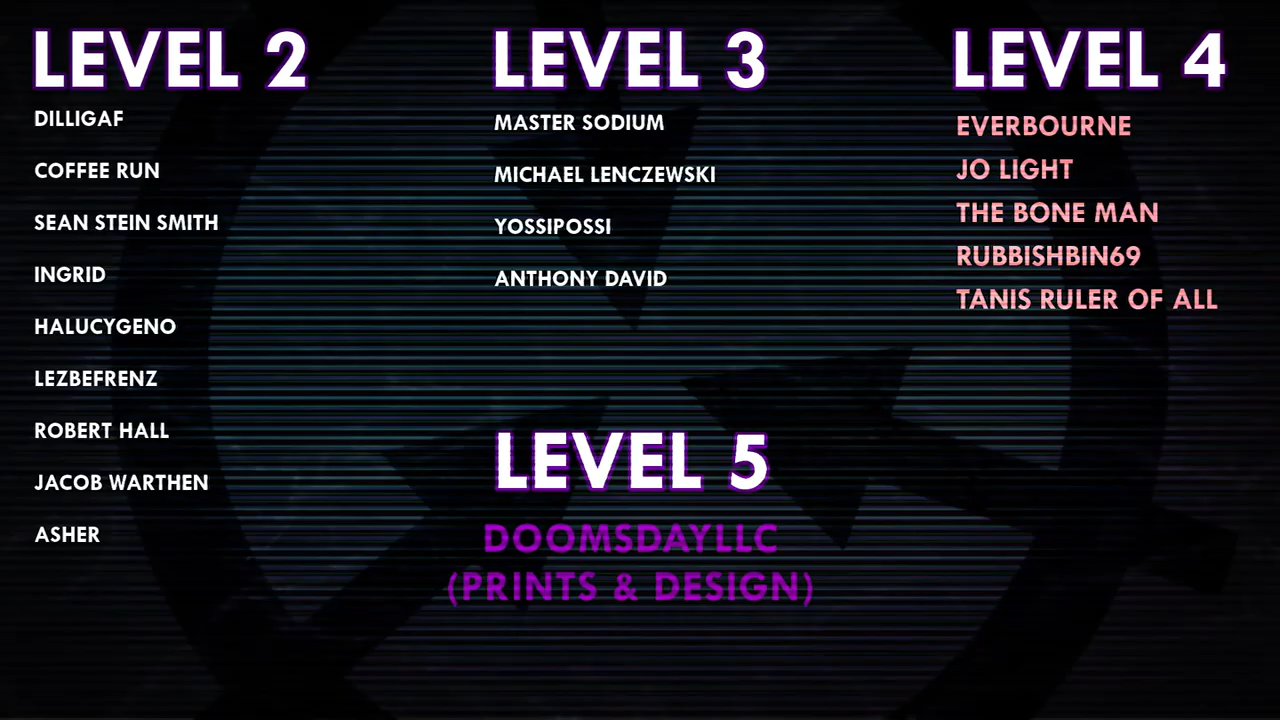 LEVEL 2
DILLIGAF
COFFEE RUN
SEAN STEIN SMITH
INGRID
HALUCYGENO
LEZBEFRENZ
ROBERT HALL
JACOB WARTHEN
ASHER
LEVEL 3
MASTER SODIUM
MICHAEL LENCZEWSKI
YOSSIPOSSI
ANTHONY DAVID
LEVEL 4
EVERBOURNE
JO LIGHT
THE BONE MAN
RUBBISHBIN69
TANIS RULER OF ALL
LEVEL 5
DOOMSDAYLLC
(PRINTS & DESIGN)